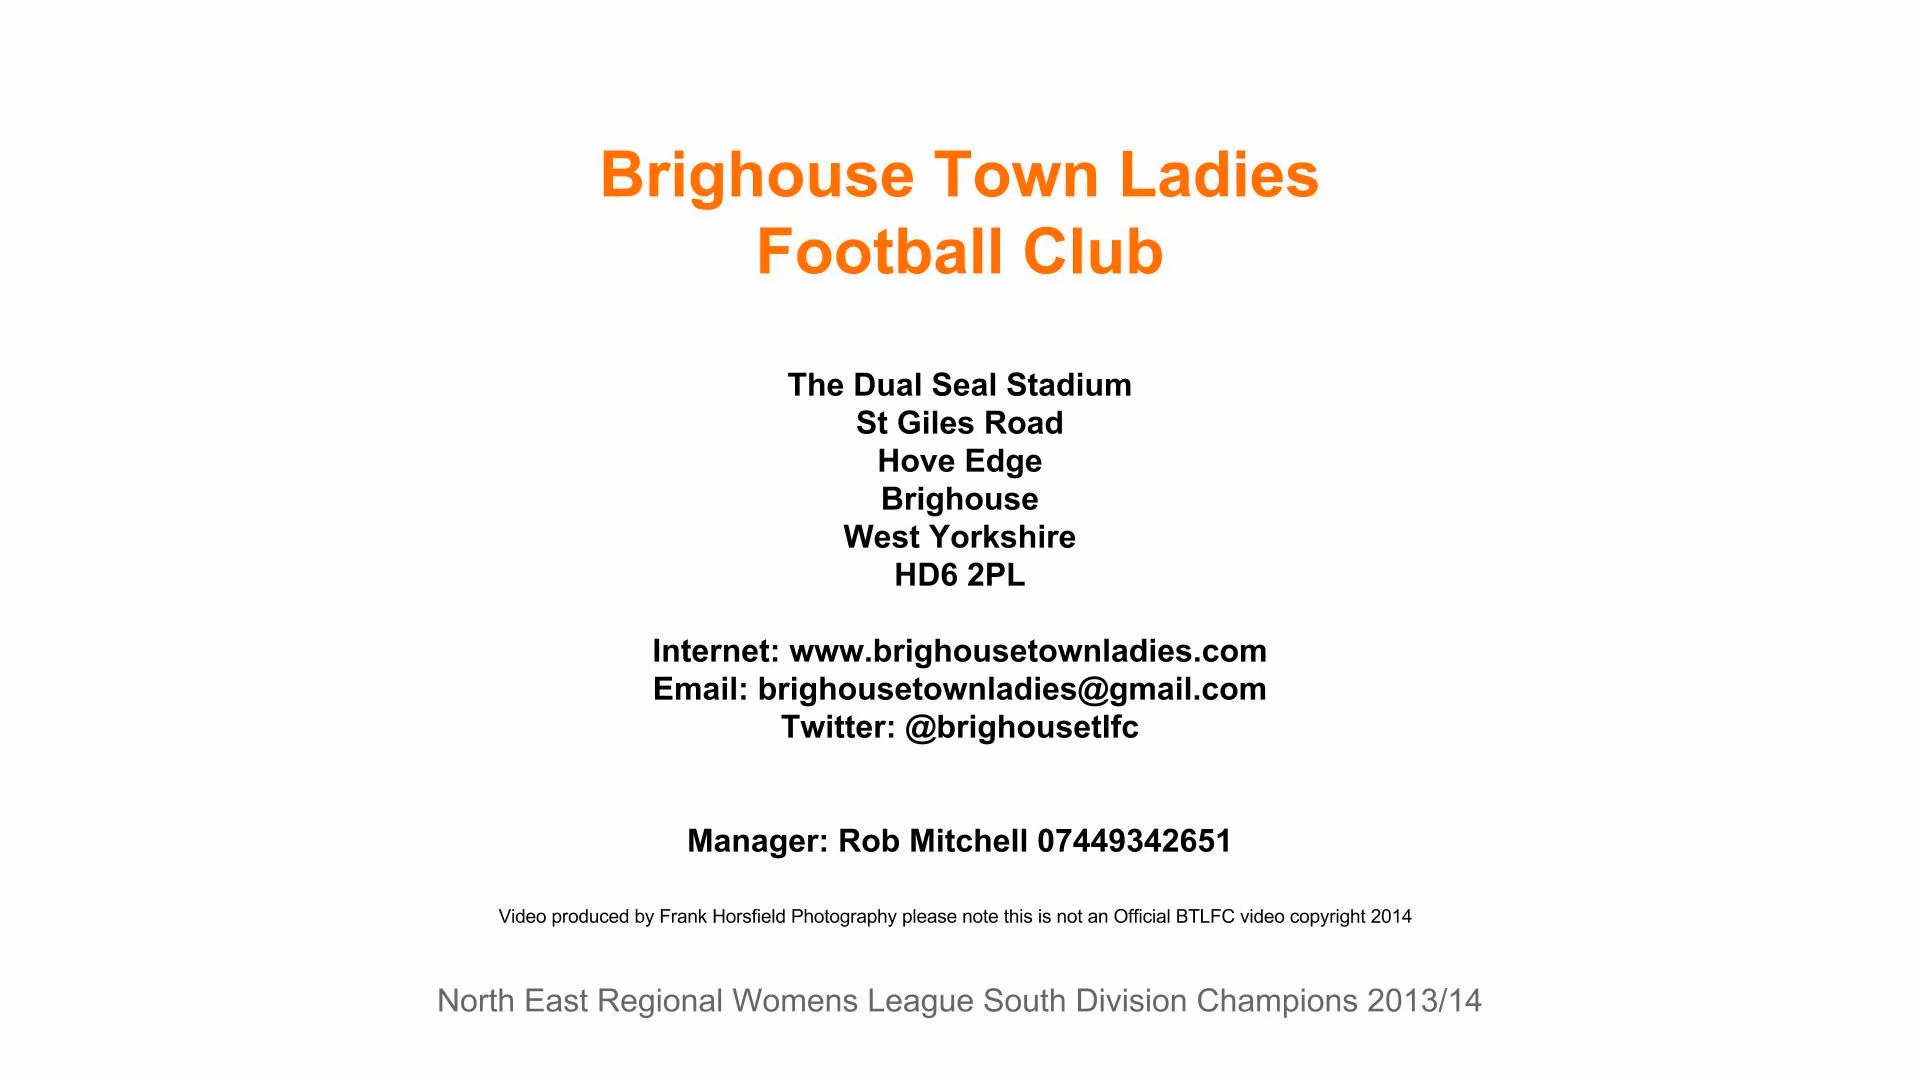 Brighouse Town Ladies
Football Club
The Dual Seal Stadium
St Giles Road
Hove Edge
Brighouse
West Yorkshire
HD6 2PL
Internet: www.brighousetownladies.com
Email: brighousetownladies@gmail.com
Twitter: @brighousetlfc
Manager: Rob Mitchell 07449342651
Video produced by Frank Horsfield Photography please note this is not an Official BTLFC video copyright 2014
North East Regional Womens League South Division Champions 2013/14